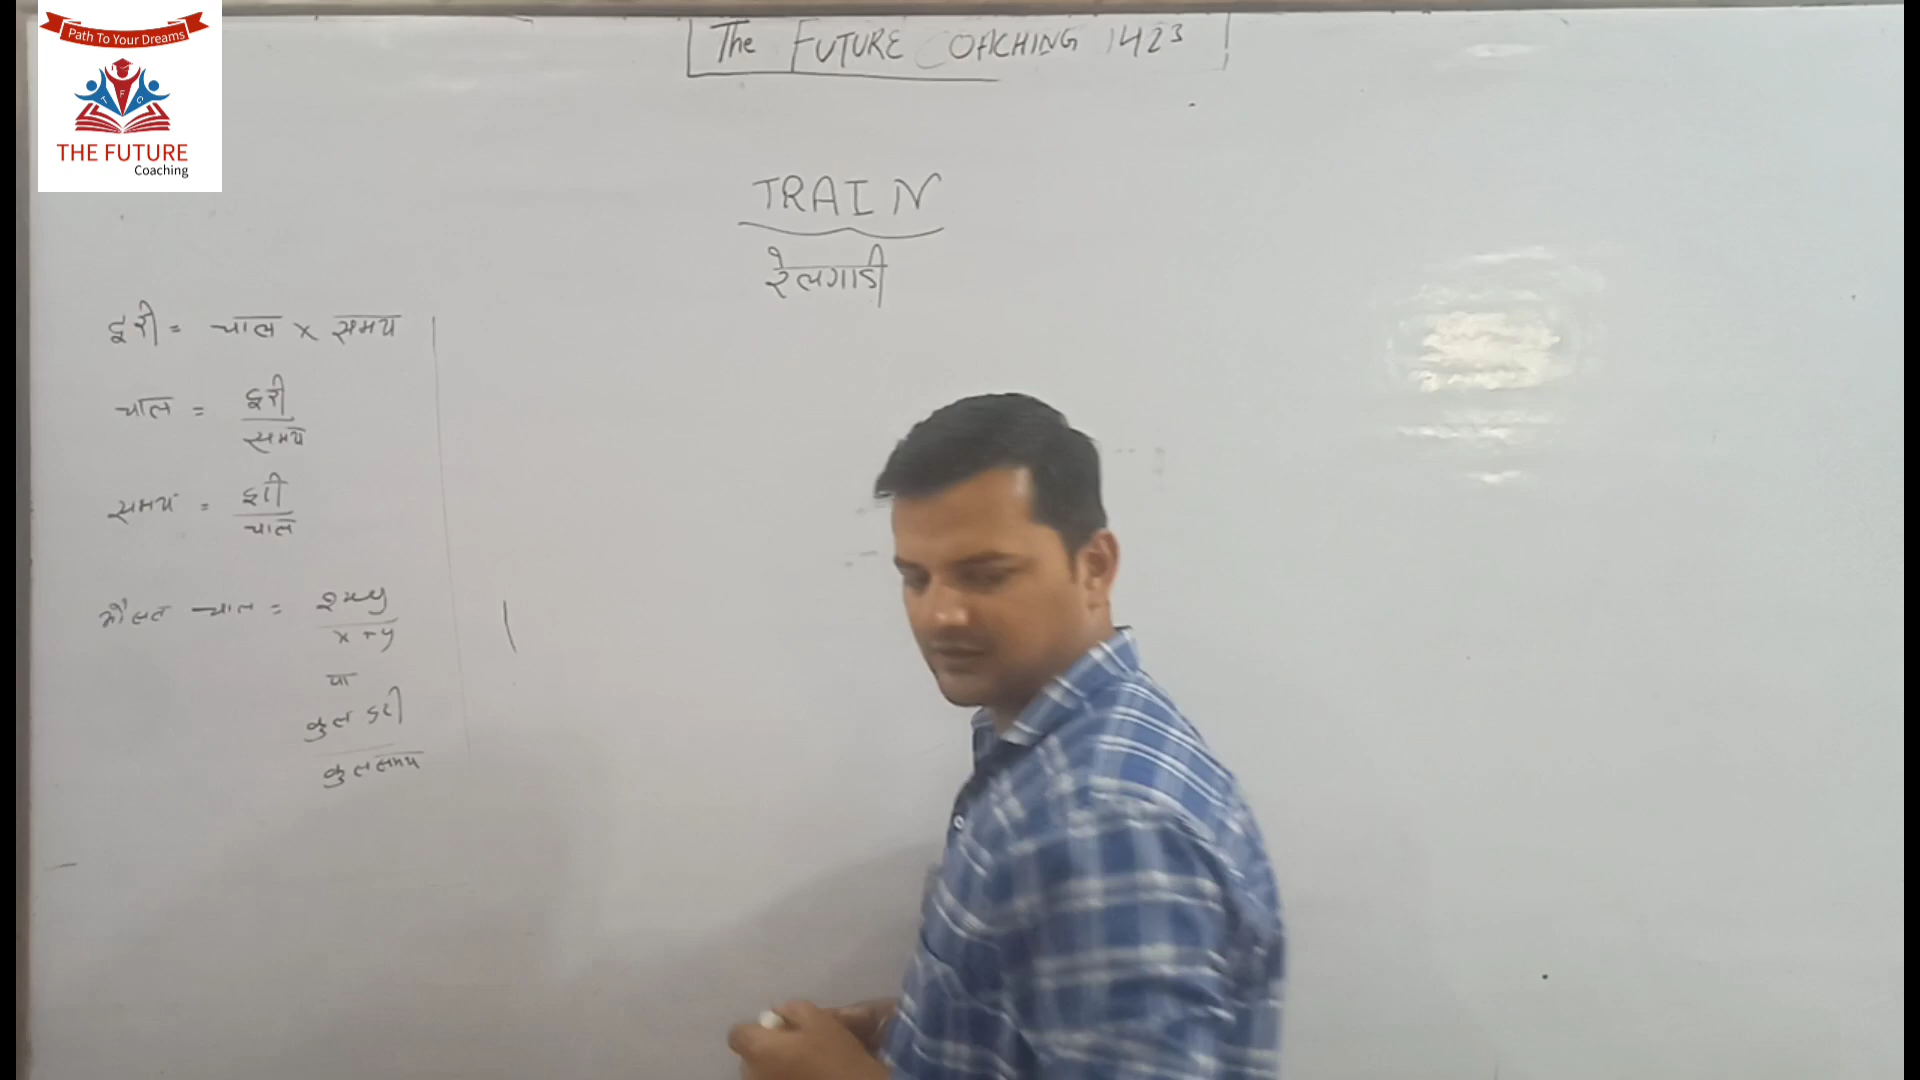 Path To Your Dreams
TFC
THE FUTURE
Coaching
The FUTURE COACHING 1423
TRAIN
रेलगाडी
दूरी = चाल x समय
चाल = दूरी
समय
समय = दूरी
चाल
औसत चाल = 2xy
x + y
या
कुल दूरी
कुल समय